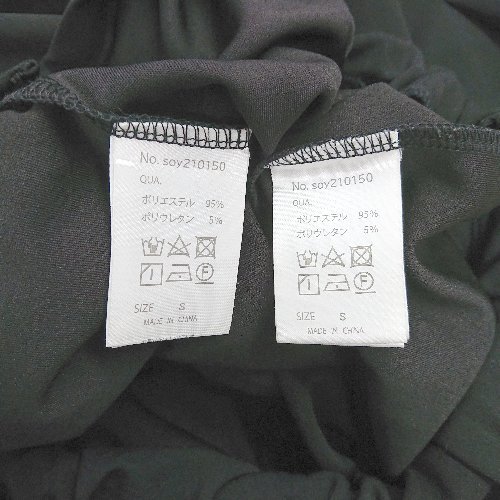 No. soy210150
QUA.
ポリエステル 95%
ポリウレタン 5%
SIZE S
MADE IN CHINA
No. soy210150
QUA.
ポリエステル 95%
ポリウレタン 5%
SIZE S
MADE IN CHINA